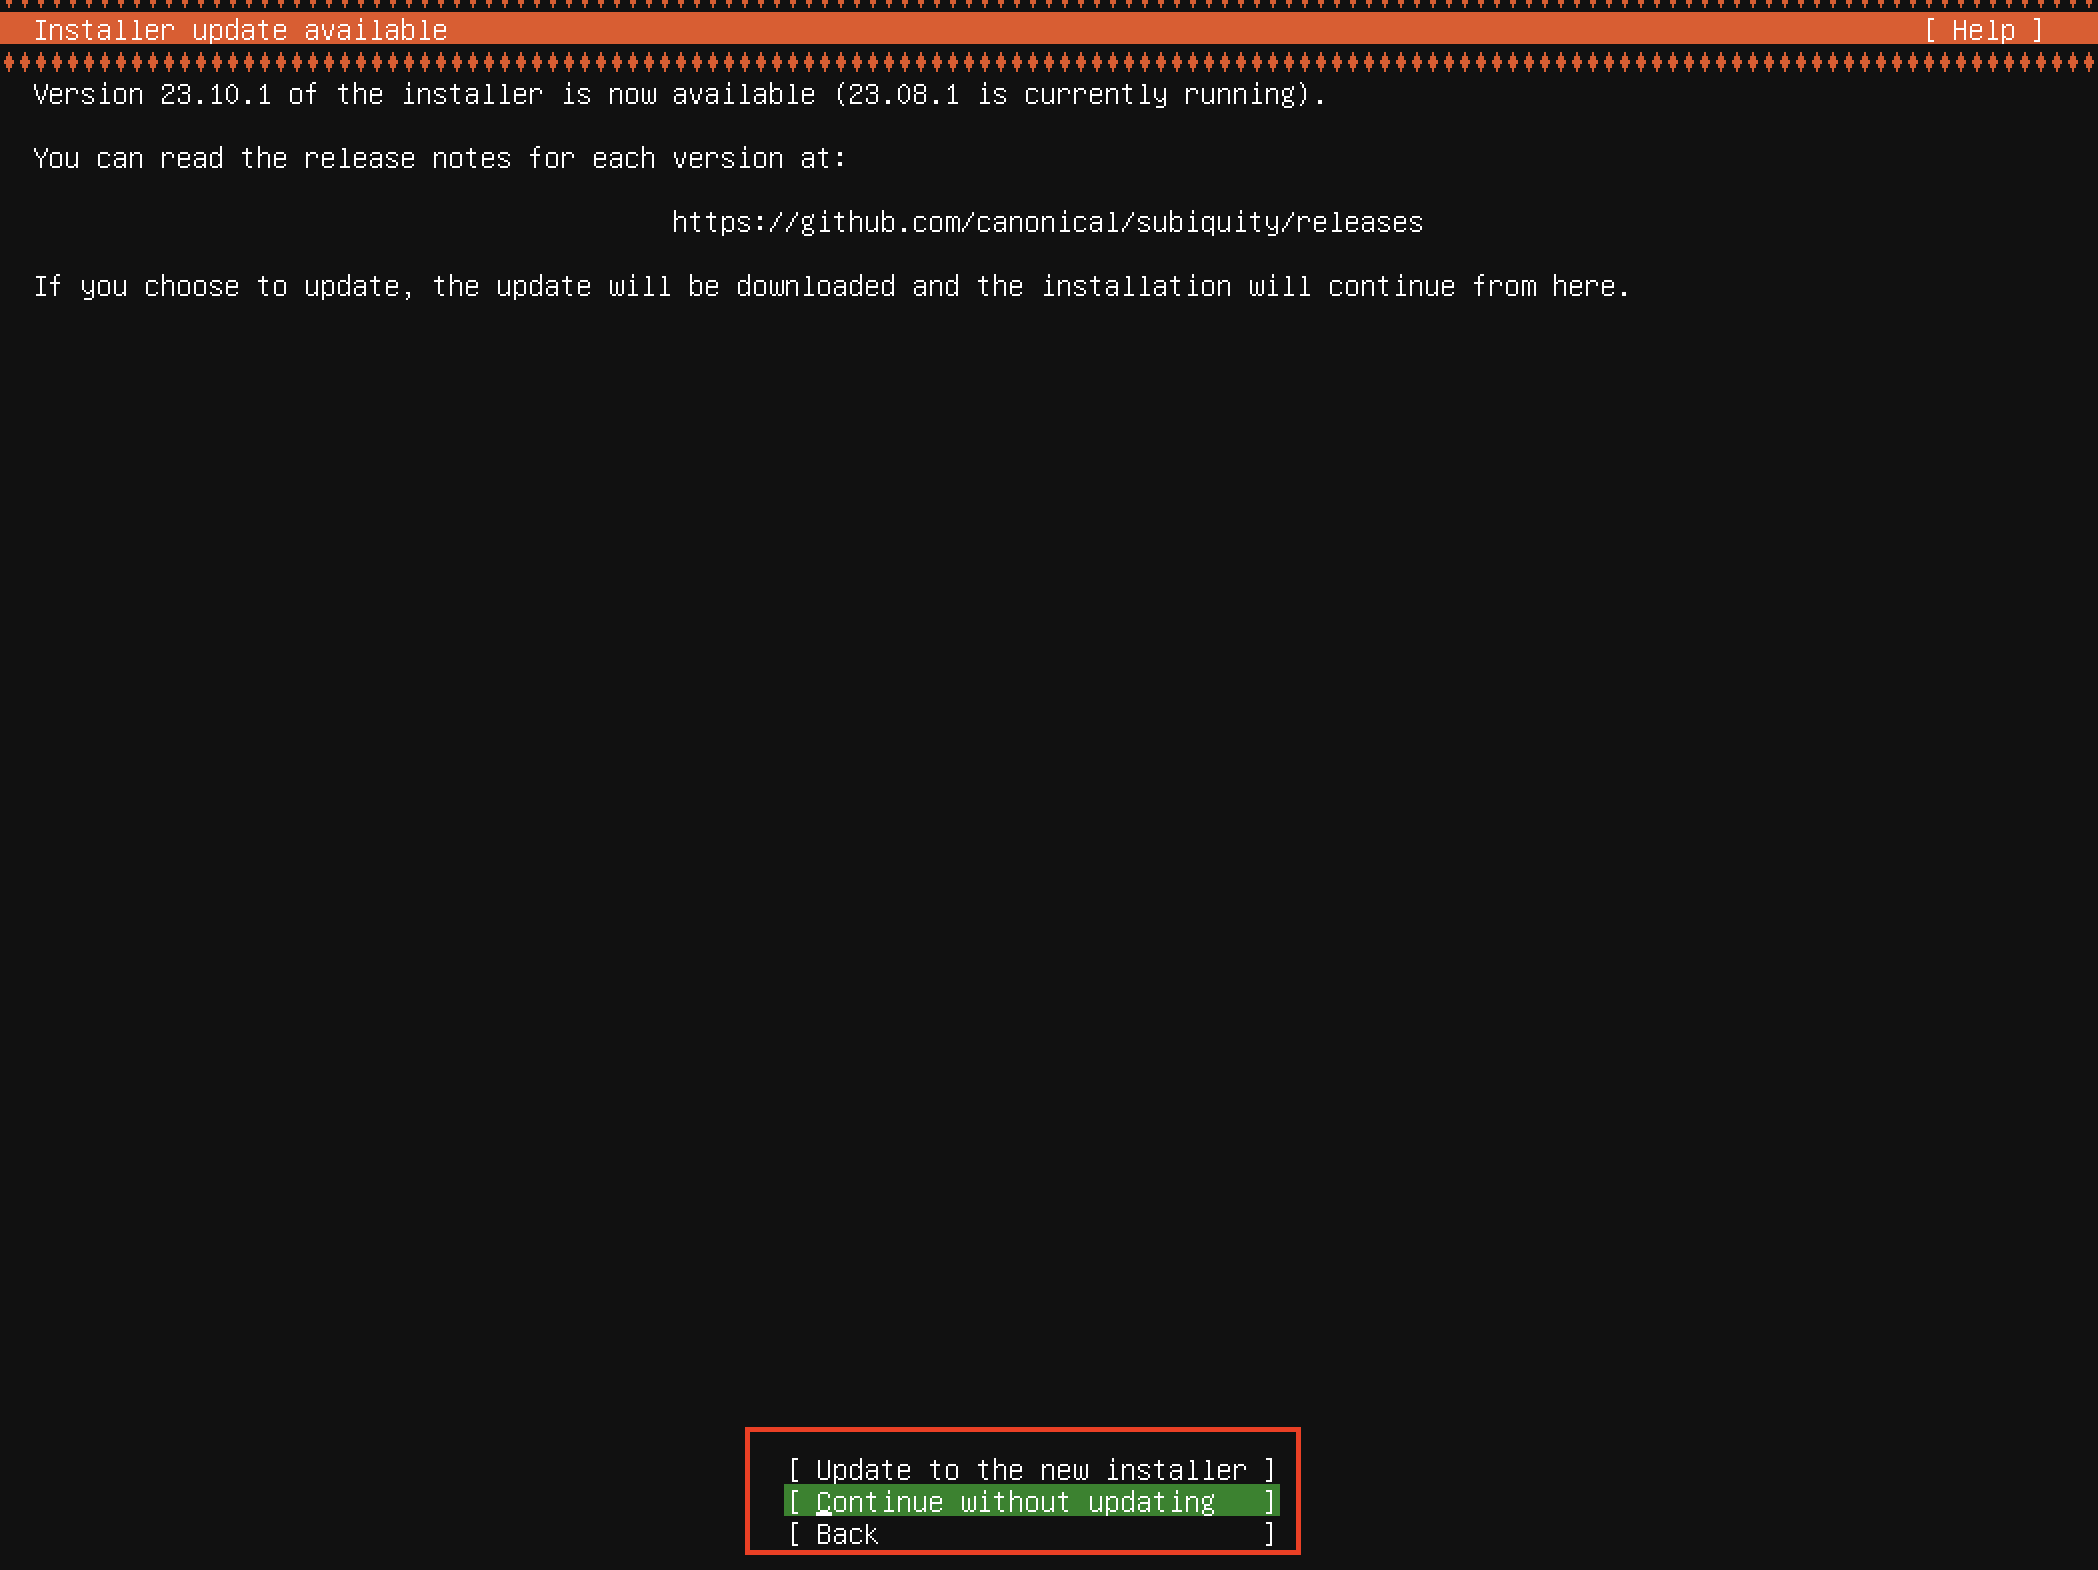 Installer update available [ Help ]
Version 23.10.1 of the installer is now available (23.08.1 is currently running).
You can read the release notes for each version at:
https://github.com/canonical/subiquity/releases
If you choose to update, the update will be downloaded and the installation will continue from here.
[ Update to the new installer ]
[ Continue without updating ]
[ Back ]